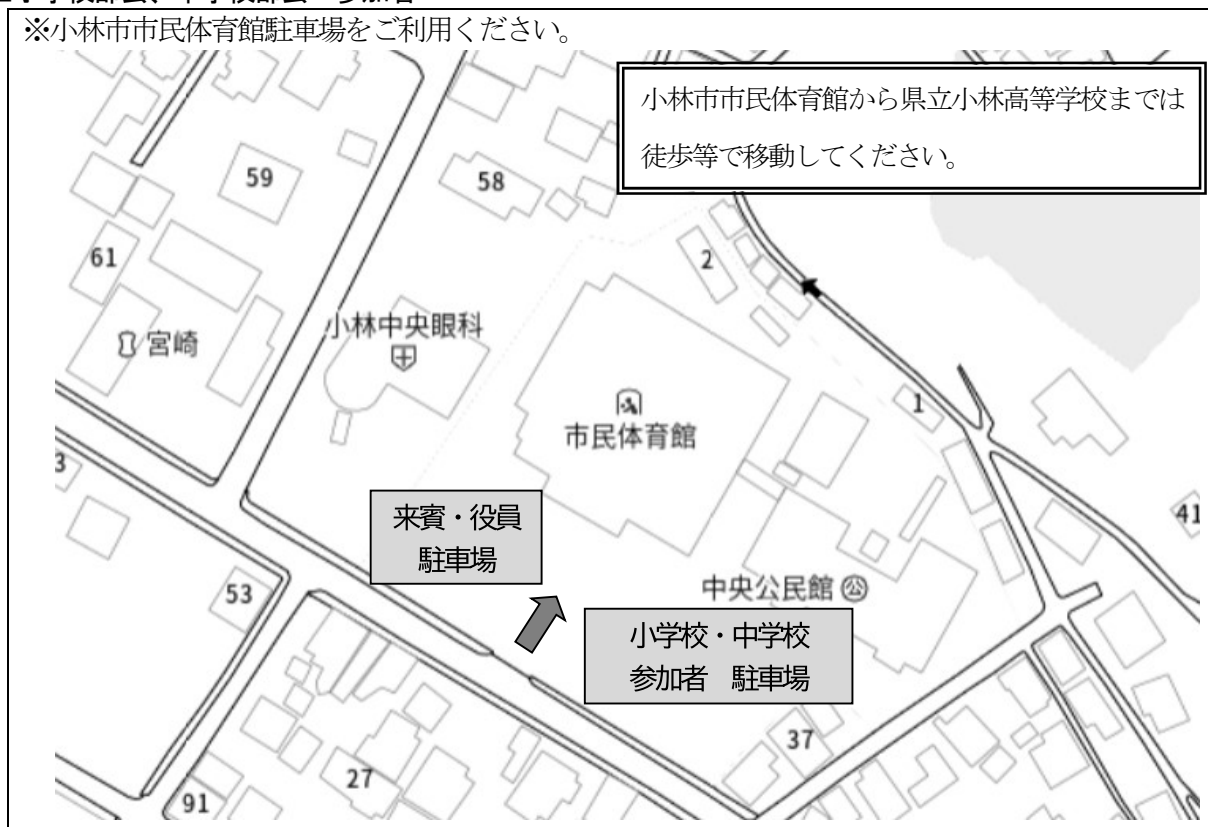 ※小林市市民体育館駐車場をご利用ください。
小林市市民体育館から県立小林高等学校までは
徒歩等で移動してください。
59
58
61
2
小林中央眼科
宮崎
1
市民体育館
3
41
来賓・役員
駐車場
53
中央公民館 公
小学校・中学校
参加者　駐車場
37
27
91